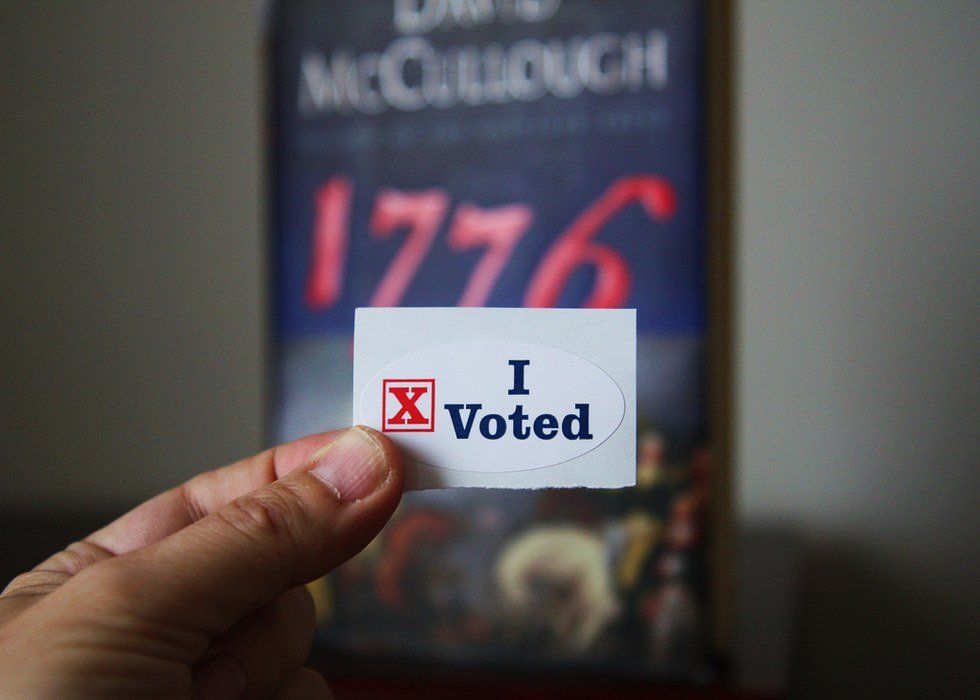 DAVID
McCULLOUGH
1776
X
I
Voted